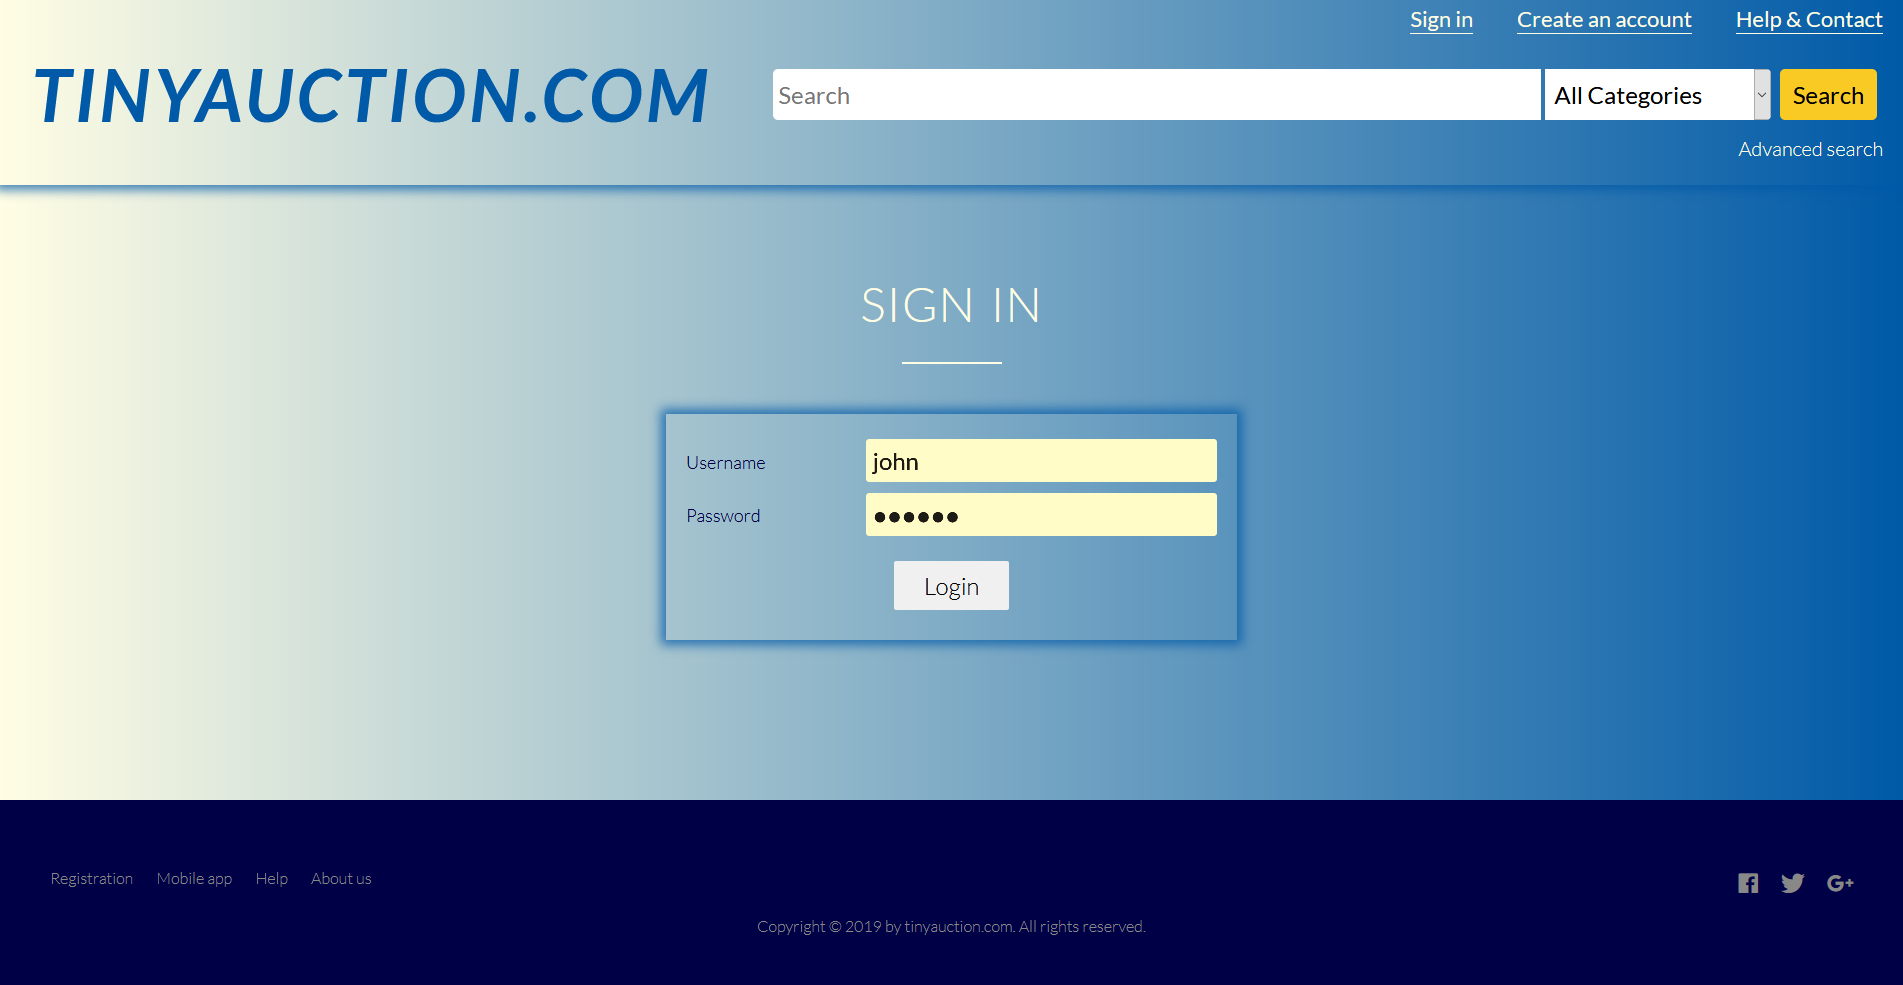 Sign in Create an account Help & Contact
TINYAUCTION.COM
Search All Categories Search
Advanced search
SIGN IN
Username john
Password ●●●●●●
Login
Registration Mobile app Help About us
G+
Copyright © 2019 by tinyauction.com. All rights reserved.